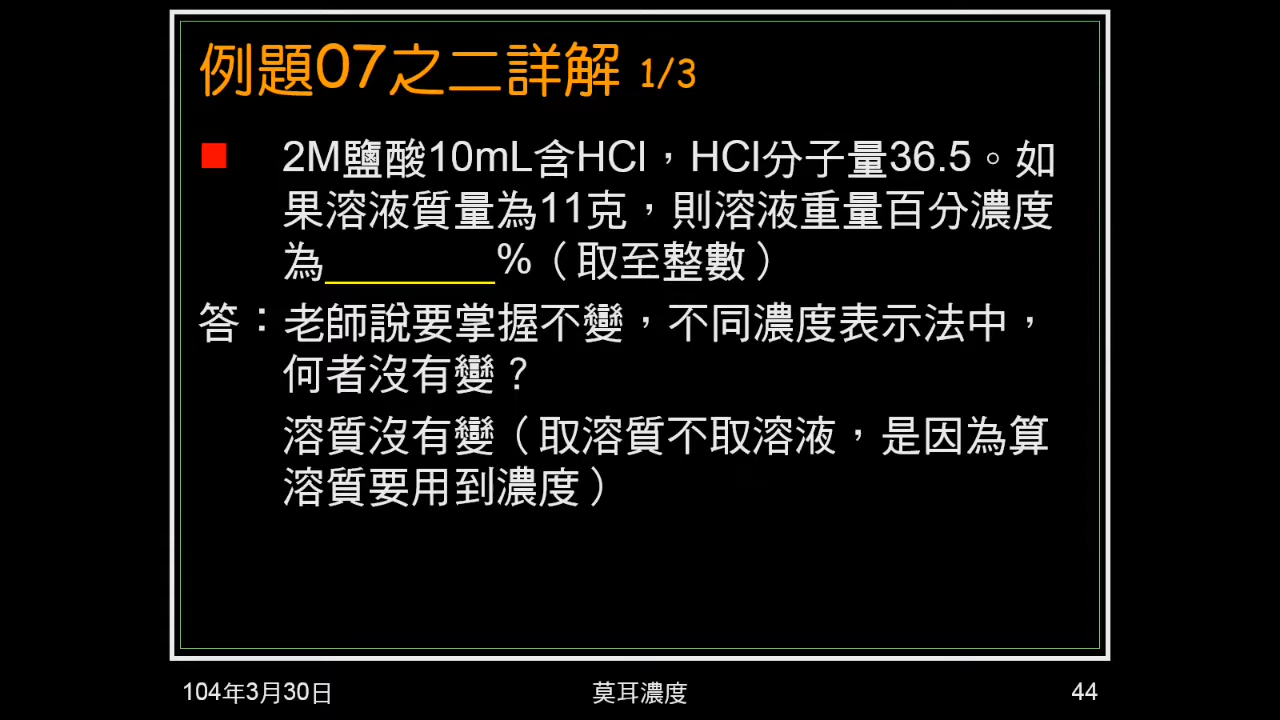 例題07之二詳解 1/3
2M鹽酸10mL含HCl，HCl分子量36.5。如
果溶液質量為11克，則溶液重量百分濃度
為________%（取至整數）
答：老師說要掌握不變，不同濃度表示法中，
何者沒有變？
溶質沒有變（取溶質不取溶液，是因為算
溶質要用到濃度）
104年3月30日
莫耳濃度
44